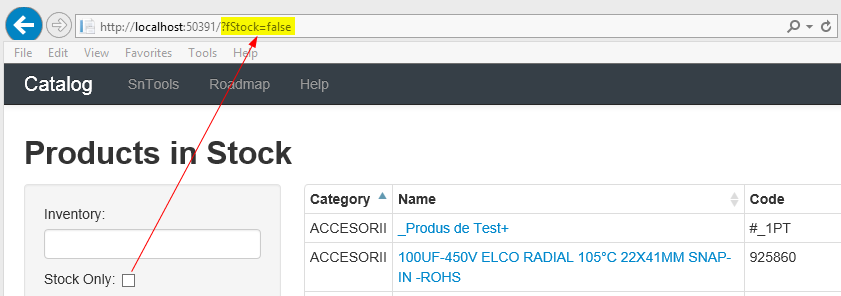 http://localhost:50391/?fStock=false
File Edit View Favorites Tools Help
Catalog SnTools Roadmap Help
Products in Stock
Inventory:
Stock Only:
Category Name Code
ACCESORII _Produs de Test+ #_1PT
ACCESORII 100UF-450V ELCO RADIAL 105°C 22X41MM SNAP- 925860
IN -ROHS